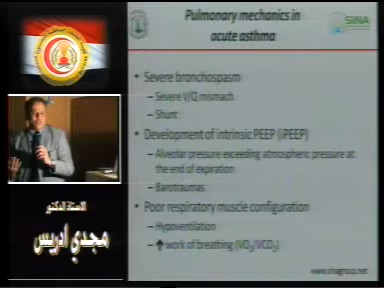 Pulmonary mechanics in
acute asthma
SINA
• Severe bronchospasm
– Severe V/Q mismach
– Shunt
• Development of intrinsic PEEP (iPEEP)
– Alveolar pressure exceeding atmospheric pressure at
the end of expiration
– Barotraumas
• Poor respiratory muscle configuration
– Hypoventilation
– ↑ work of breathing (VO₂/VCO₂)
www.sinagroup.net
الاستاذ الدكتور
مجدي ادريس